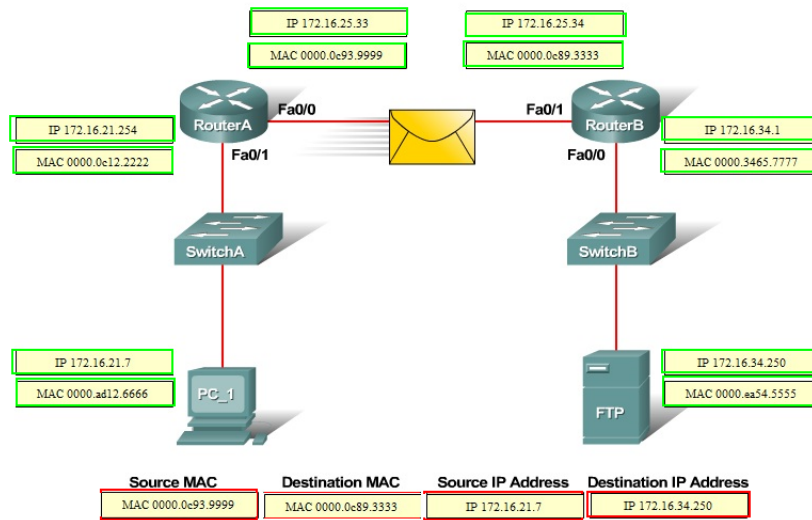 IP 172.16.25.33
IP 172.16.25.34
MAC 0000.0c93.9999
MAC 0000.0c89.3333
Fa0/0
Fa0/1
IP 172.16.21.254
RouterA
RouterB
IP 172.16.34.1
MAC 0000.0c12.2222
Fa0/1
Fa0/0
MAC 0000.3465.7777
SwitchA
SwitchB
IP 172.16.21.7
IP 172.16.34.250
MAC 0000.ad12.6666
PC_1
FTP
MAC 0000.ea54.5555
Source MAC
Destination MAC
Source IP Address
Destination IP Address
MAC 0000.0c93.9999
MAC 0000.0c89.3333
IP 172.16.21.7
IP 172.16.34.250